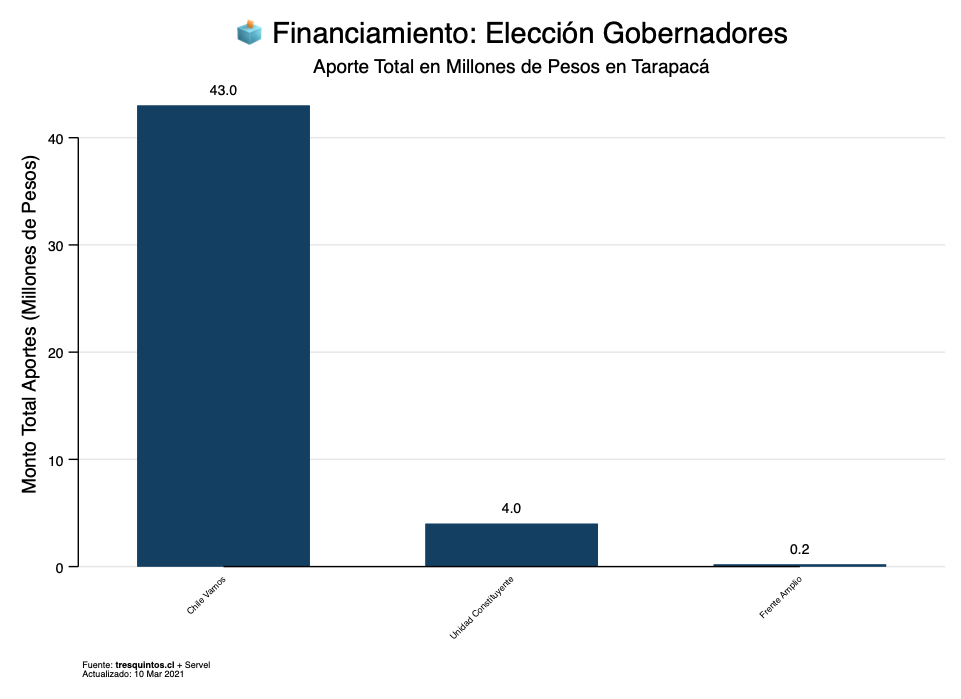 Financiamiento: Elección Gobernadores
Aporte Total en Millones de Pesos en Tarapacá
Monto Total Aportes (Millones de Pesos)
43.0
40
30
20
10
4.0
0.2
0
Chile Vamos
Unidad Constituyente
Frente Amplio
Fuente: tresquintos.cl + Servel
Actualizado: 10 Mar 2021